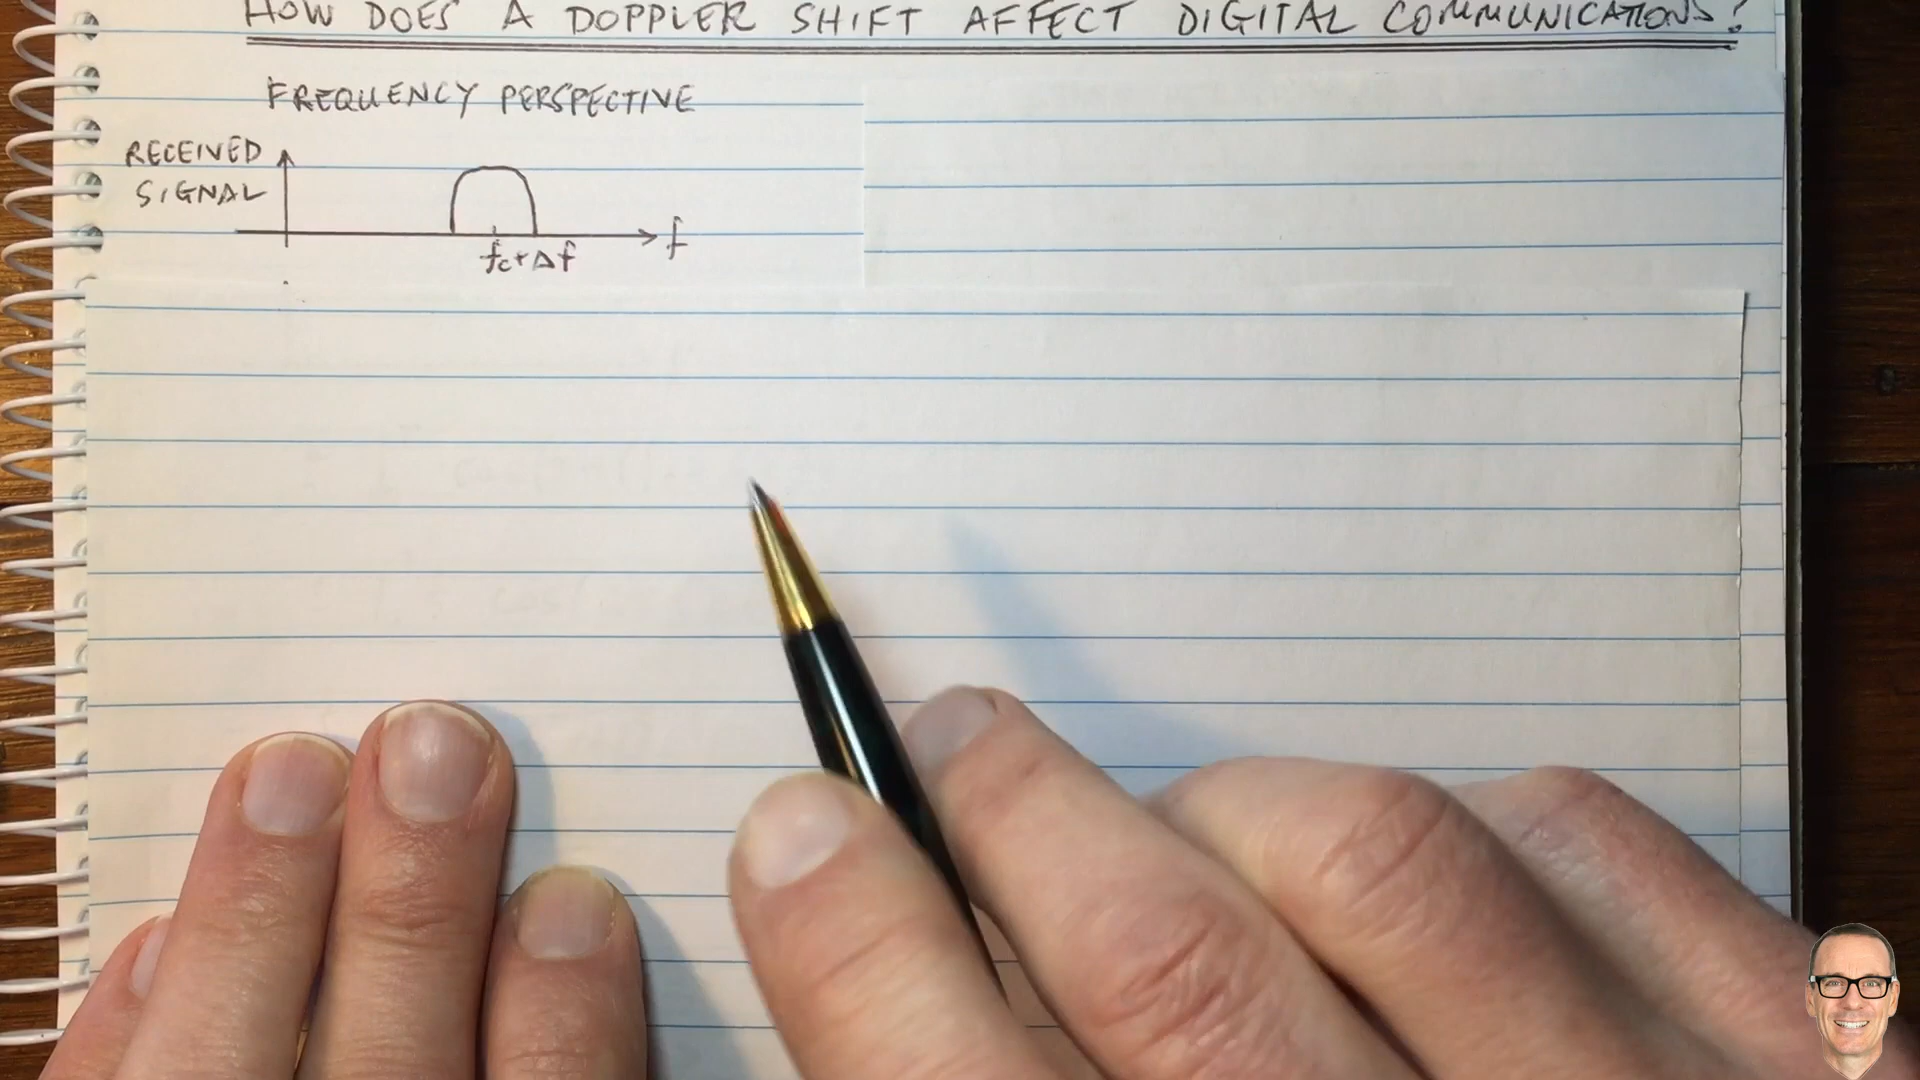 HOW DOES A DOPPLER SHIFT AFFECT DIGITAL COMMUNICATIONS?
FREQUENCY PERSPECTIVE
RECEIVED
SIGNAL
f
fc+Δf